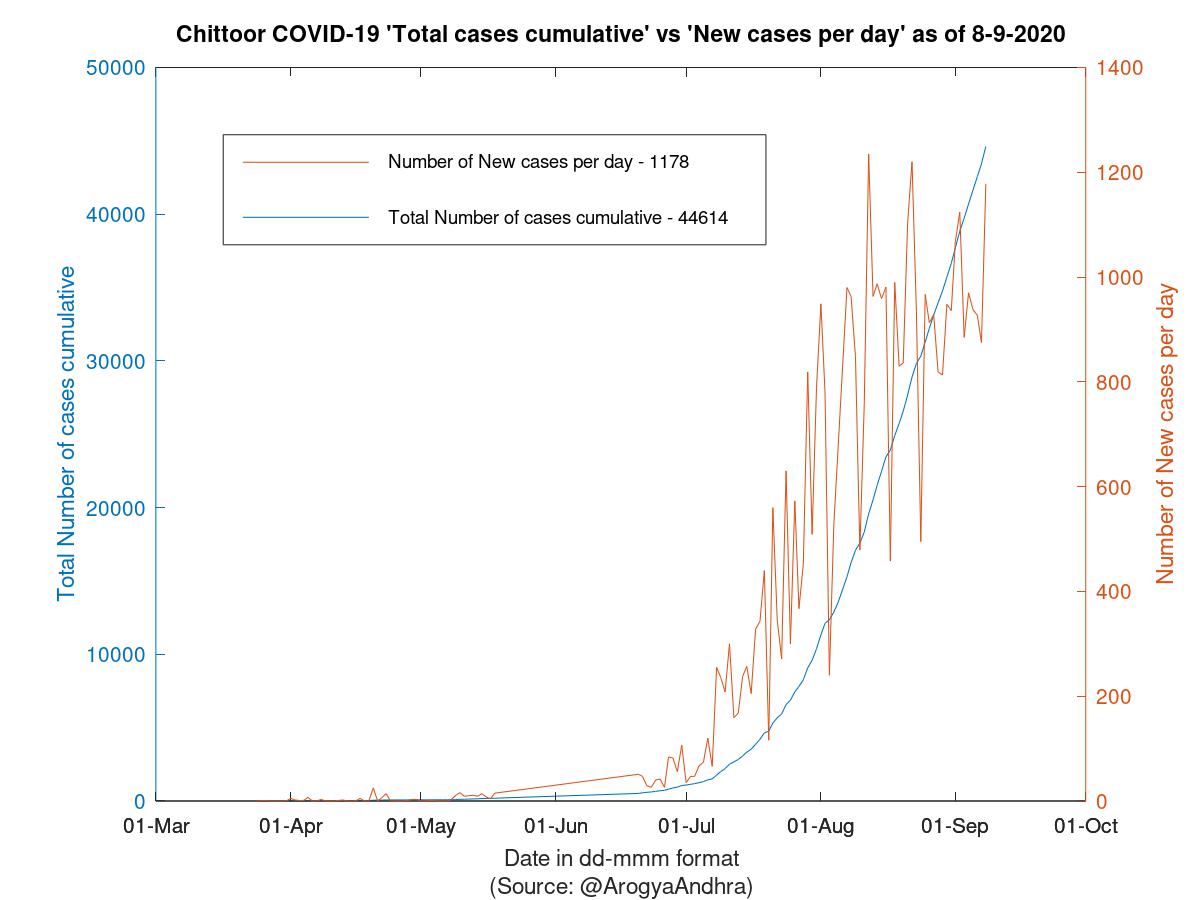 Chittoor COVID-19 'Total cases cumulative' vs 'New cases per day' as of 8-9-2020
50000
40000
30000
20000
10000
0
Total Number of cases cumulative
1400
1200
1000
800
600
400
200
0
Number of New cases per day
Number of New cases per day - 1178
Total Number of cases cumulative - 44614
01-Mar 01-Apr 01-May 01-Jun 01-Jul 01-Aug 01-Sep 01-Oct
Date in dd-mmm format
(Source: @ArogyaAndhra)